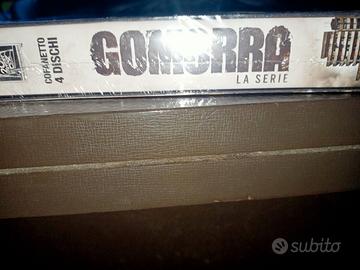 COFANETTO
4 DISCHI
GOMORRA
LA SERIE
subito